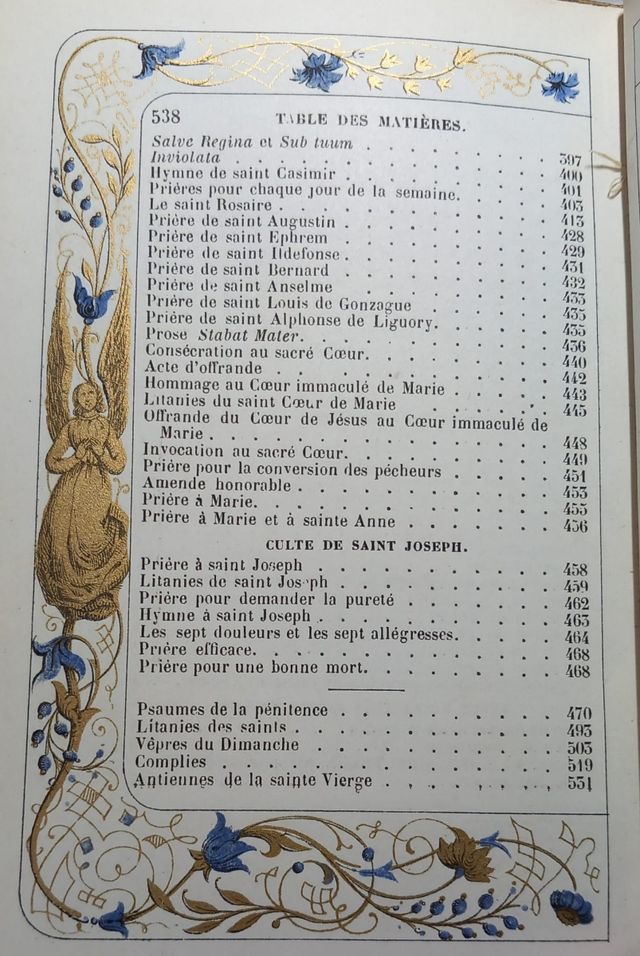 538 TABLE DES MATIÈRES.
Salve Regina et Sub tuum . . . . . . . . 397
Inviolata . . . . . . . . . . . . 400
Hymne de saint Casimir . . . . . . . . 401
Prières pour chaque jour de la semaine. . . . . 403
Le saint Rosaire . . . . . . . . . . 413
Prière de saint Augustin . . . . . . . . 428
Prière de saint Ephrem . . . . . . . . 429
Prière de saint Ildefonse . . . . . . . . 431
Prière de saint Bernard . . . . . . . . 432
Prière de saint Anselme . . . . . . . . 433
Prière de saint Louis de Gonzague . . . . . 435
Prière de saint Alphonse de Liguory. . . . . 435
Prose Stabat Mater. . . . . . . . . . 436
Consécration au sacré Cœur. . . . . . . 440
Acte d'offrande . . . . . . . . . . 442
Hommage au Cœur immaculé de Marie . . . . 443
Litanies du saint Cœur de Marie . . . . . 445
Offrande du Cœur de Jésus au Cœur immaculé de
Marie . . . . . . . . . . . . 448
Invocation au sacré Cœur. . . . . . . . 449
Prière pour la conversion des pécheurs . . . . 451
Amende honorable . . . . . . . . . 453
Prière à Marie. . . . . . . . . . . 455
Prière à Marie et à sainte Anne . . . . . . 456
CULTE DE SAINT JOSEPH.
Prière à saint Joseph . . . . . . . . . 458
Litanies de saint Joseph . . . . . . . . 459
Prière pour demander la pureté . . . . . . 462
Hymne à saint Joseph . . . . . . . . . 463
Les sept douleurs et les sept allégresses. . . . . 464
Prière efficace. . . . . . . . . . . 468
Prière pour une bonne mort. . . . . . . 468
Psaumes de la pénitence . . . . . . . . 470
Litanies des saints . . . . . . . . . . 493
Vêpres du Dimanche . . . . . . . . . 503
Complies . . . . . . . . . . . . 519
Antiennes de la sainte Vierge . . . . . . . 531